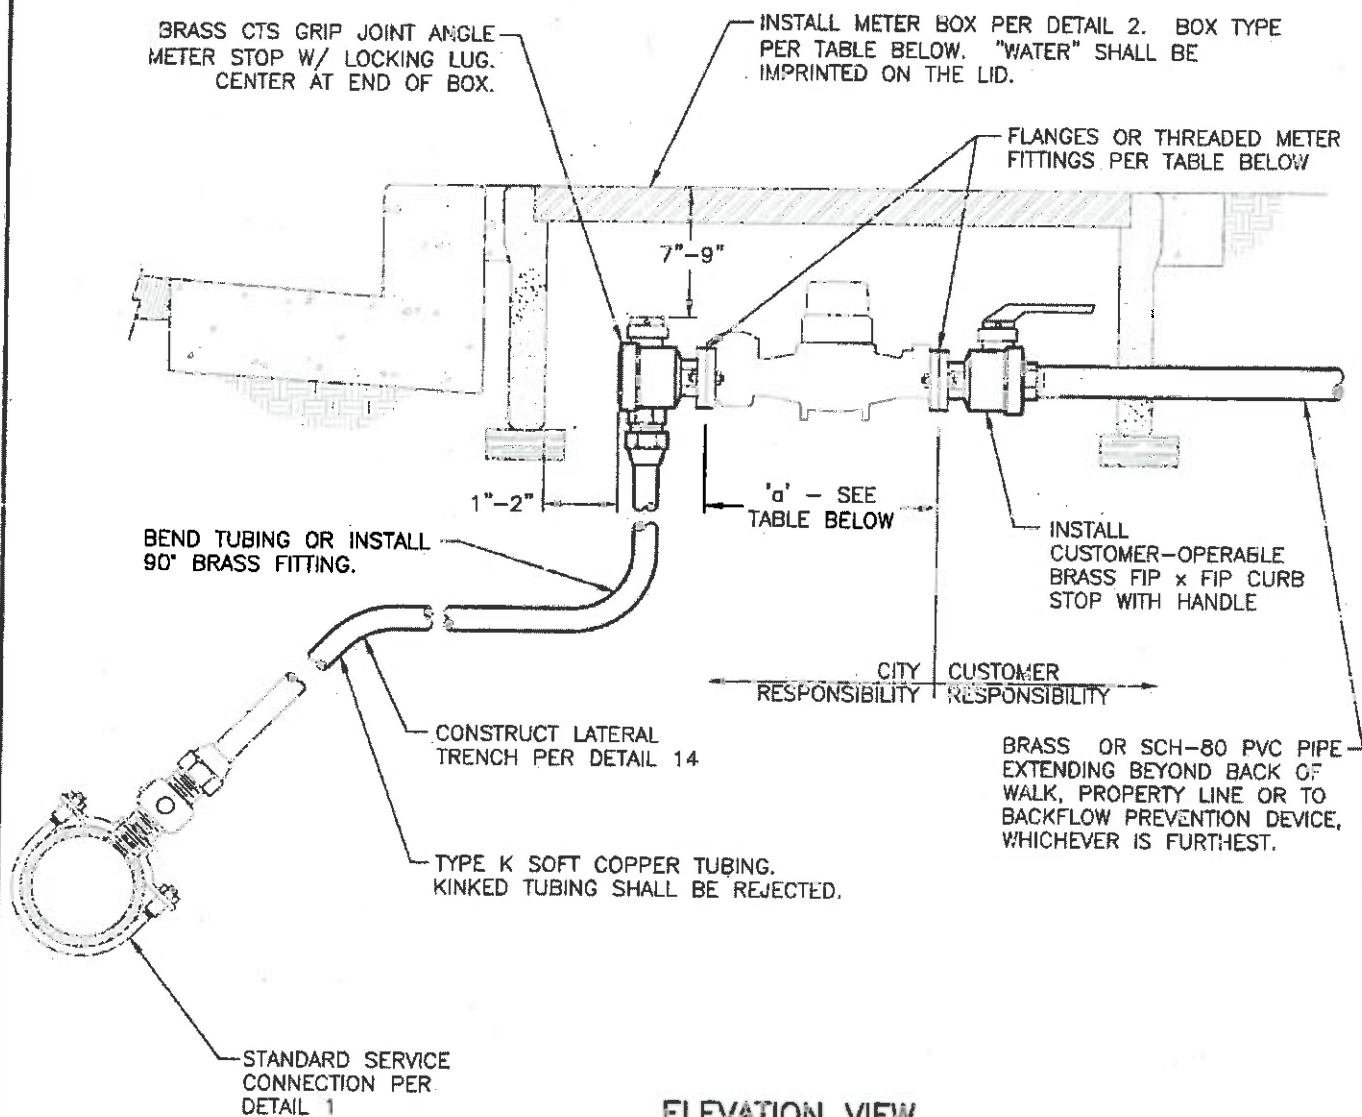 BRASS CTS GRIP JOINT ANGLE
METER STOP W/ LOCKING LUG.
CENTER AT END OF BOX.
INSTALL METER BOX PER DETAIL 2. BOX TYPE
PER TABLE BELOW. "WATER" SHALL BE
IMPRINTED ON THE LID.
FLANGES OR THREADED METER
FITTINGS PER TABLE BELOW
7"-9"
1"-2"
'a' - SEE
TABLE BELOW
BEND TUBING OR INSTALL
90° BRASS FITTING.
INSTALL
CUSTOMER-OPERABLE
BRASS FIP x FIP CURB
STOP WITH HANDLE
CITY
RESPONSIBILITY
CUSTOMER
RESPONSIBILITY
CONSTRUCT LATERAL
TRENCH PER DETAIL 14
BRASS OR SCH-80 PVC PIPE
EXTENDING BEYOND BACK OF
WALK, PROPERTY LINE OR TO
BACKFLOW PREVENTION DEVICE,
WHICHEVER IS FURTHEST.
TYPE K SOFT COPPER TUBING.
KINKED TUBING SHALL BE REJECTED.
STANDARD SERVICE
CONNECTION PER
DETAIL 1
ELEVATION VIEW